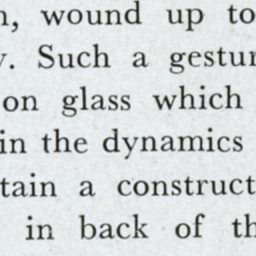 n, wound up to
y. Such a gestur
on glass which
in the dynamics
tain a construct
in back of th